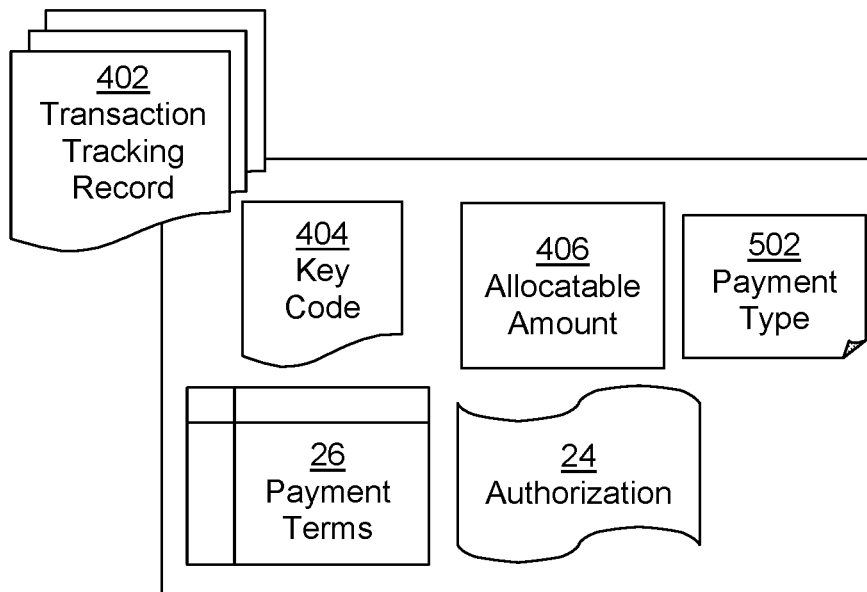 402
Transaction
Tracking
Record
404
Key
Code
406
Allocatable
Amount
502
Payment
Type
26
Payment
Terms
24
Authorization